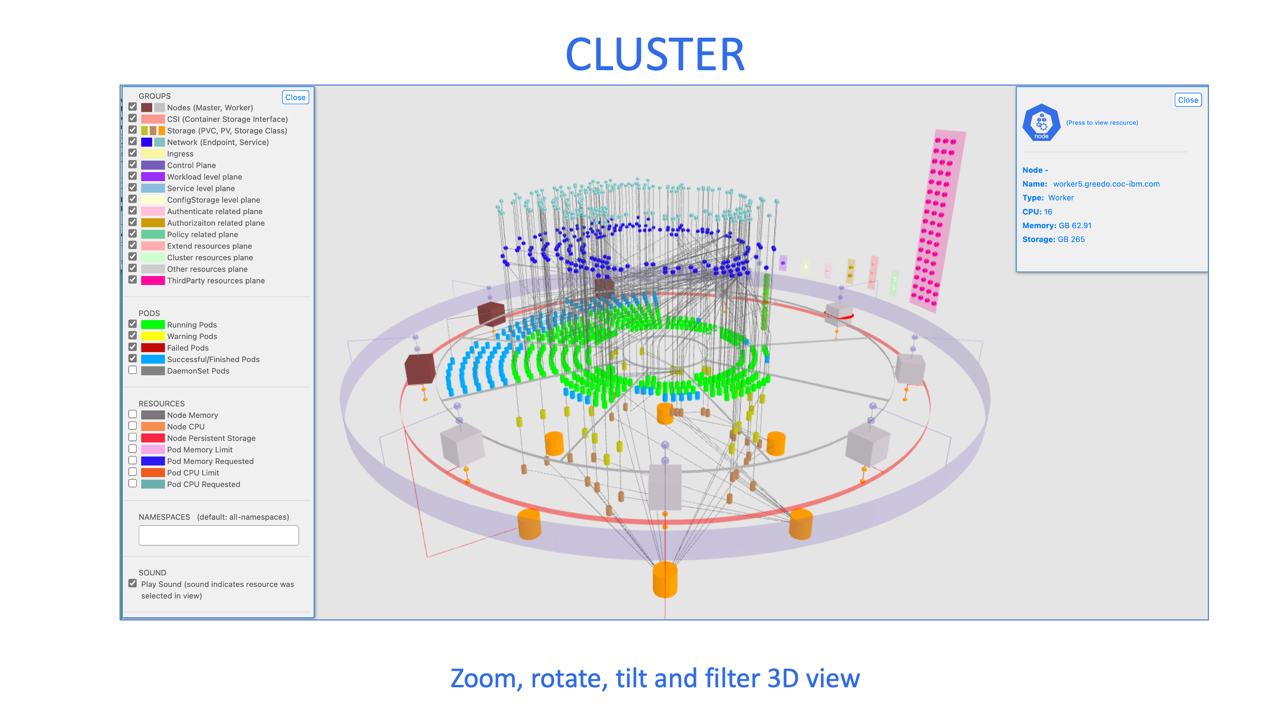 CLUSTER
GROUPS
Close
Nodes (Master, Worker)
CSI (Container Storage Interface)
Storage (PVC, PV, Storage Class)
Network (Endpoint, Service)
Ingress
Control Plane
Workload level plane
Service level plane
ConfigStorage level plane
Authenticate related plane
Authorizaiton related plane
Policy related plane
Extend resources plane
Cluster resources plane
Other resources plane
ThirdParty resources plane
PODS
Running Pods
Warning Pods
Failed Pods
Successful/Finished Pods
DaemonSet Pods
RESOURCES
Node Memory
Node CPU
Node Persistent Storage
Pod Memory Limit
Pod Memory Requested
Pod CPU Limit
Pod CPU Requested
NAMESPACES (default: all-namespaces)
SOUND
Play Sound (sound indicates resource was
selected in view)
Close
node
(Press to view resource)
Node -
Name: worker5.greedo.coc-ibm.com
Type: Worker
CPU: 16
Memory: GB 62.91
Storage: GB 265
Zoom, rotate, tilt and filter 3D view